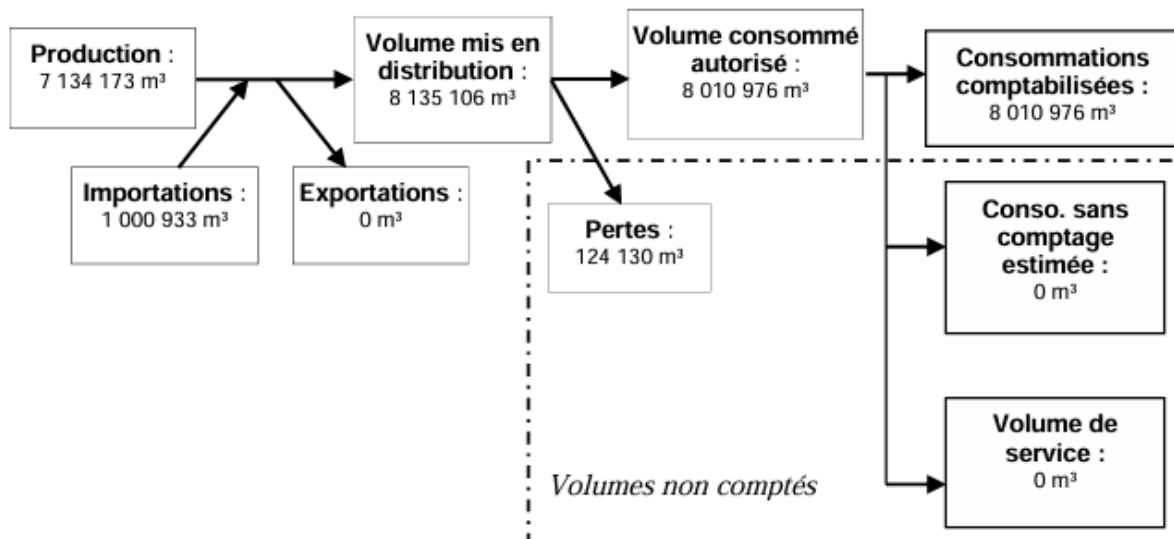 Production :
7 134 173 m³
Volume mis en
distribution :
8 135 106 m³
Volume consommé
autorisé :
8 010 976 m³
Consommations
comptabilisées :
8 010 976 m³
Importations :
1 000 933 m³
Exportations :
0 m³
Pertes :
124 130 m³
Conso. sans
comptage
estimée :
0 m³
Volume de
service :
0 m³
Volumes non comptés